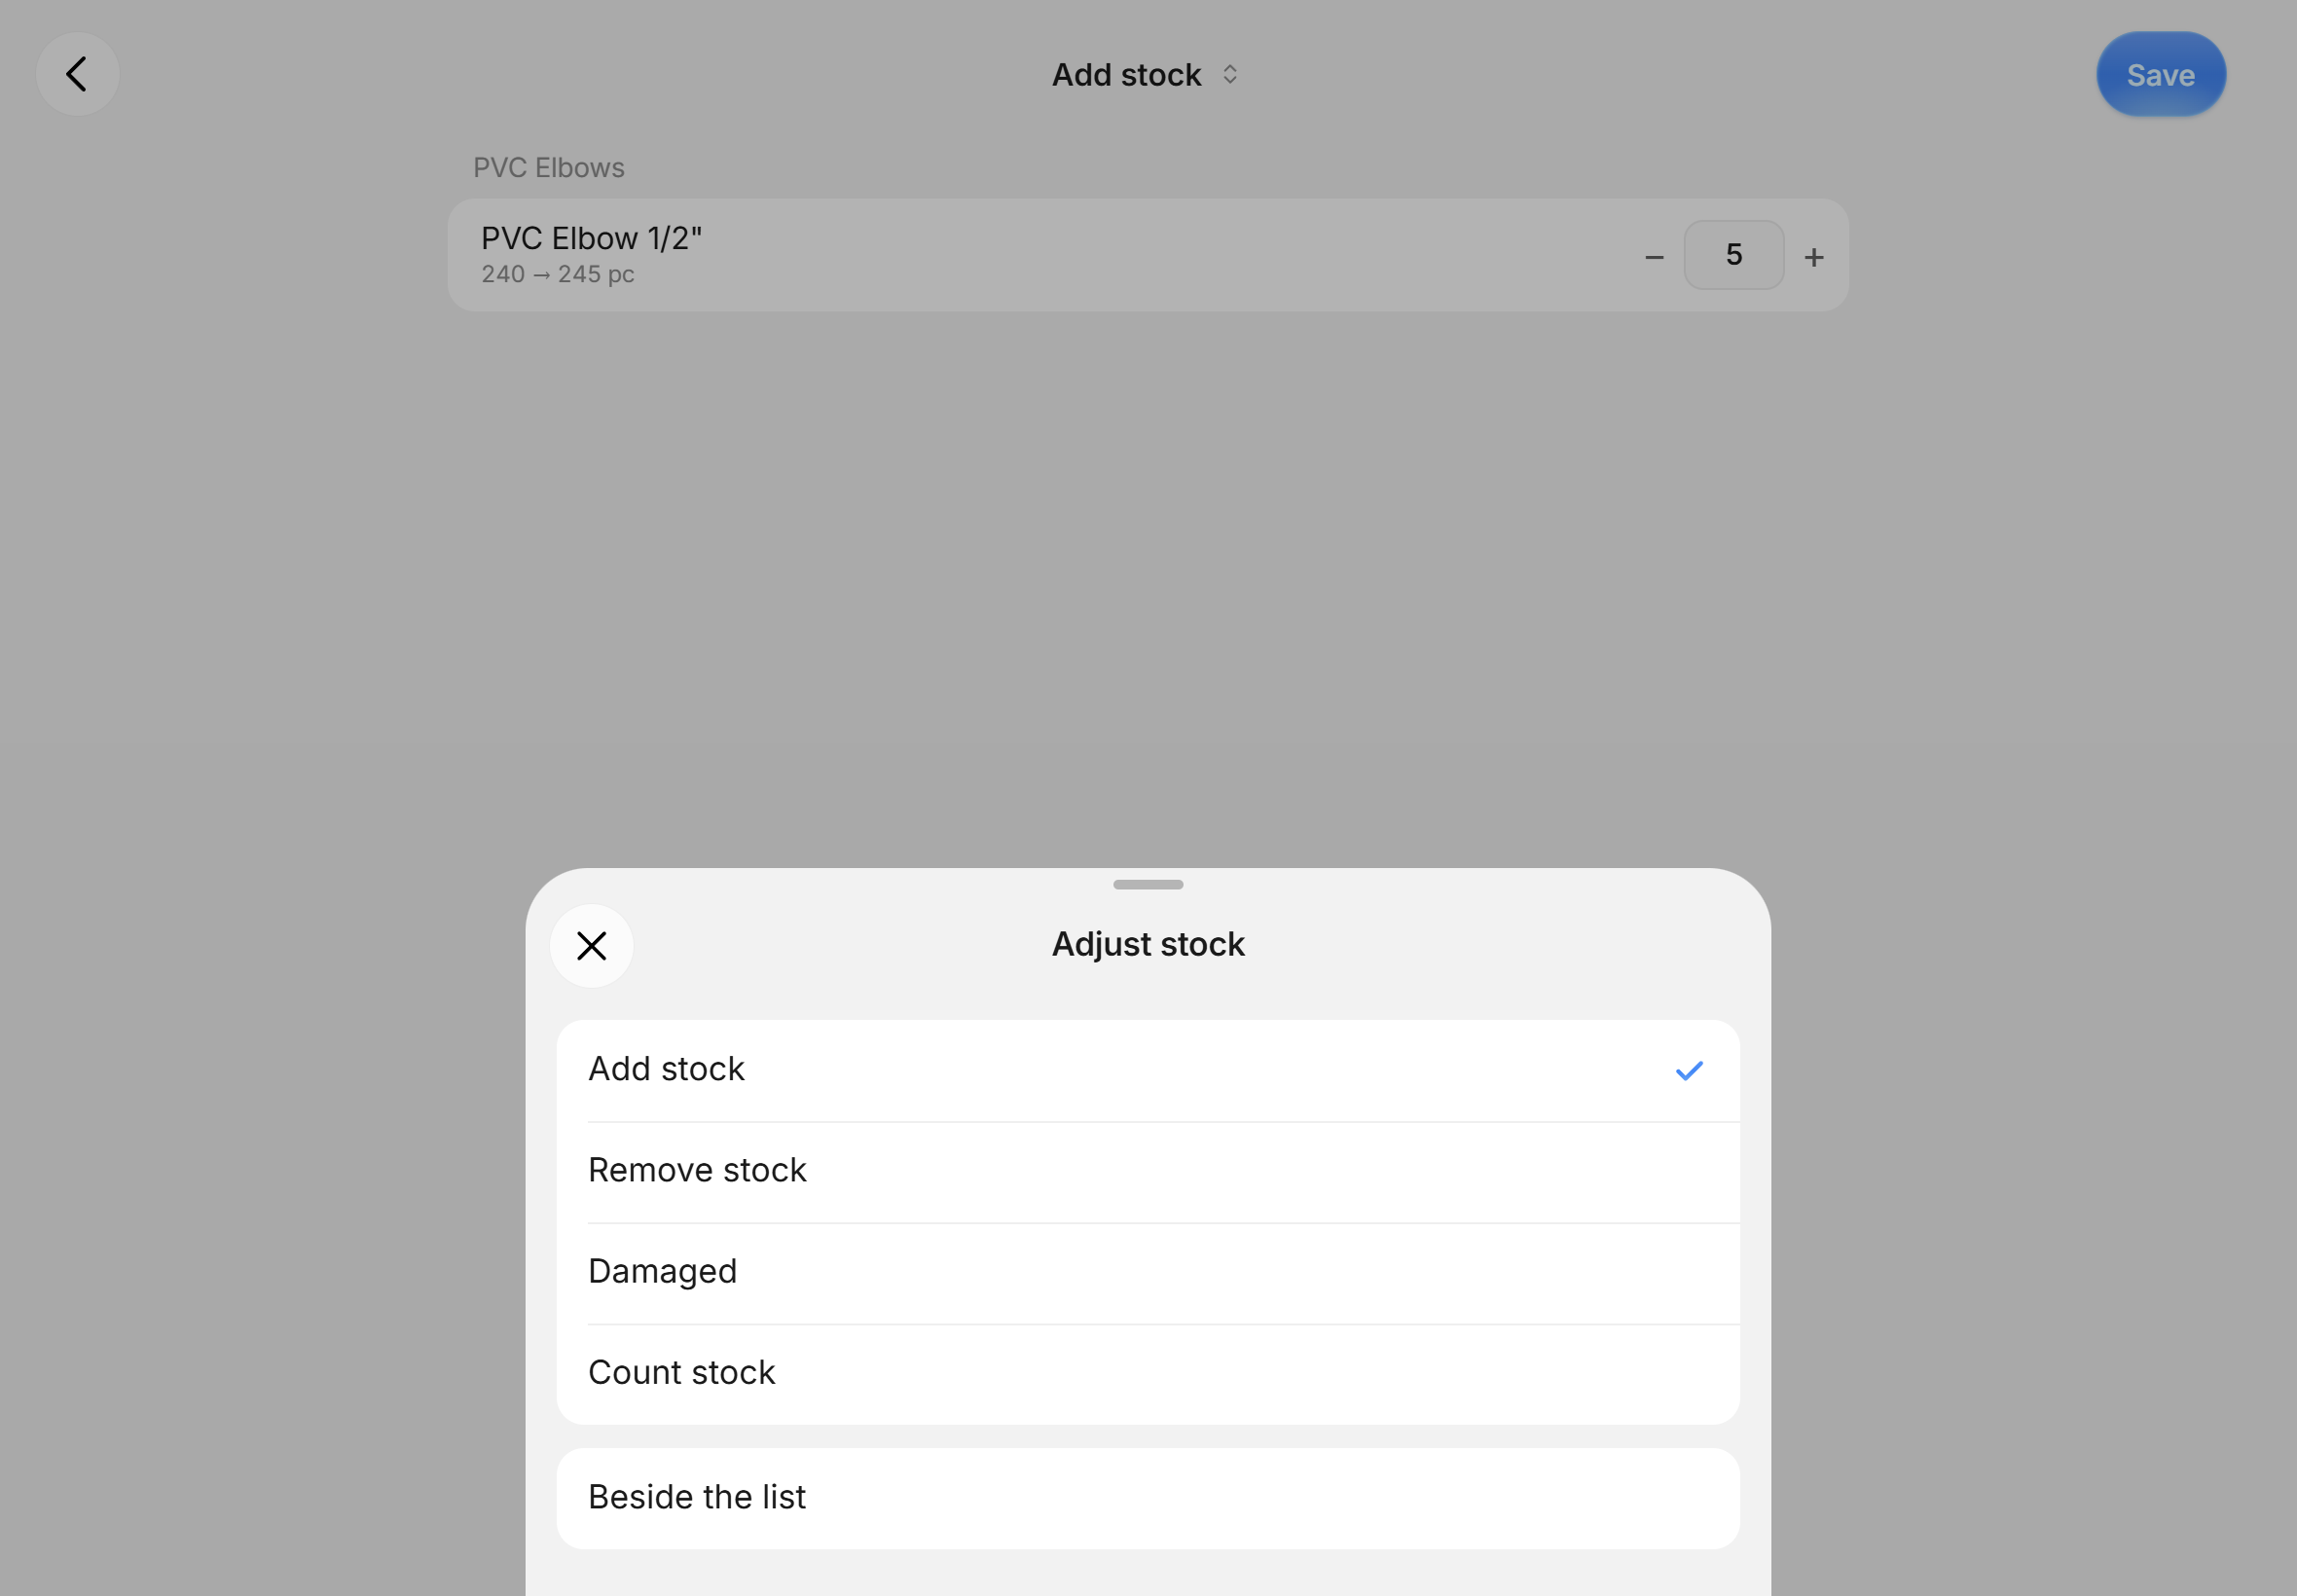 Add stock
Save
PVC Elbows
PVC Elbow 1/2"
240 → 245 pc
− 5 +
Adjust stock
Add stock
Remove stock
Damaged
Count stock
Beside the list